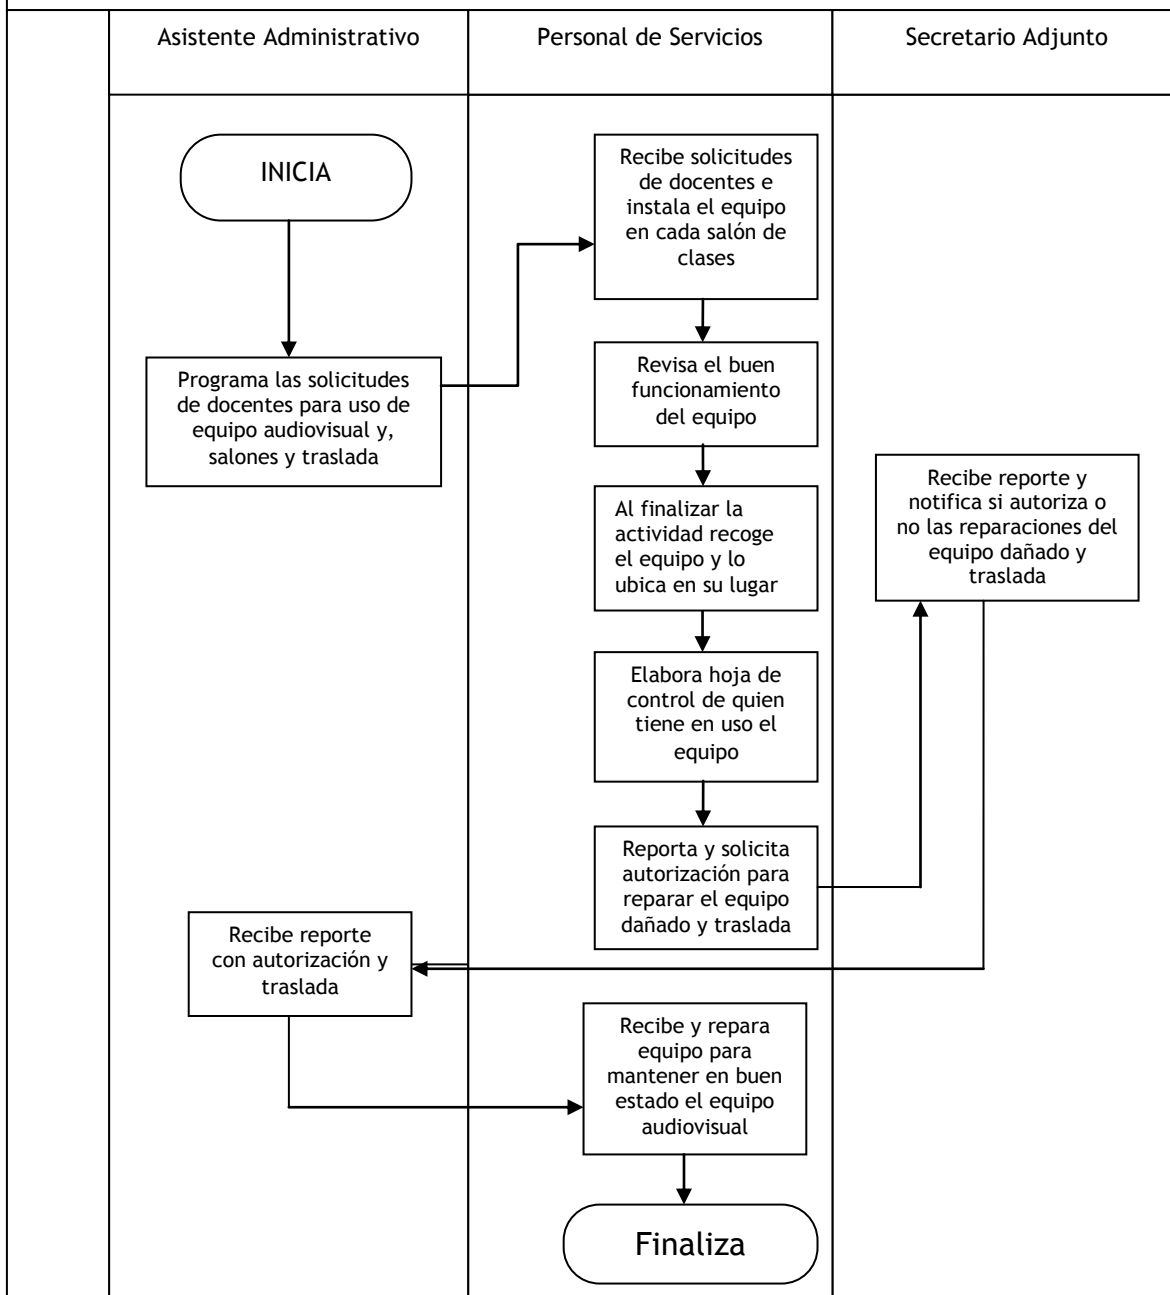 Asistente Administrativo
Personal de Servicios
Secretario Adjunto
INICIA
Programa las solicitudes
de docentes para uso de
equipo audiovisual y,
salones y traslada
Recibe solicitudes
de docentes e
instala el equipo
en cada salón de
clases
Revisa el buen
funcionamiento
del equipo
Al finalizar la
actividad recoge
el equipo y lo
ubica en su lugar
Elabora hoja de
control de quien
tiene en uso el
equipo
Reporta y solicita
autorización para
reparar el equipo
dañado y traslada
Recibe reporte y
notifica si autoriza o
no las reparaciones del
equipo dañado y
traslada
Recibe reporte
con autorización y
traslada
Recibe y repara
equipo para
mantener en buen
estado el equipo
audiovisual
Finaliza